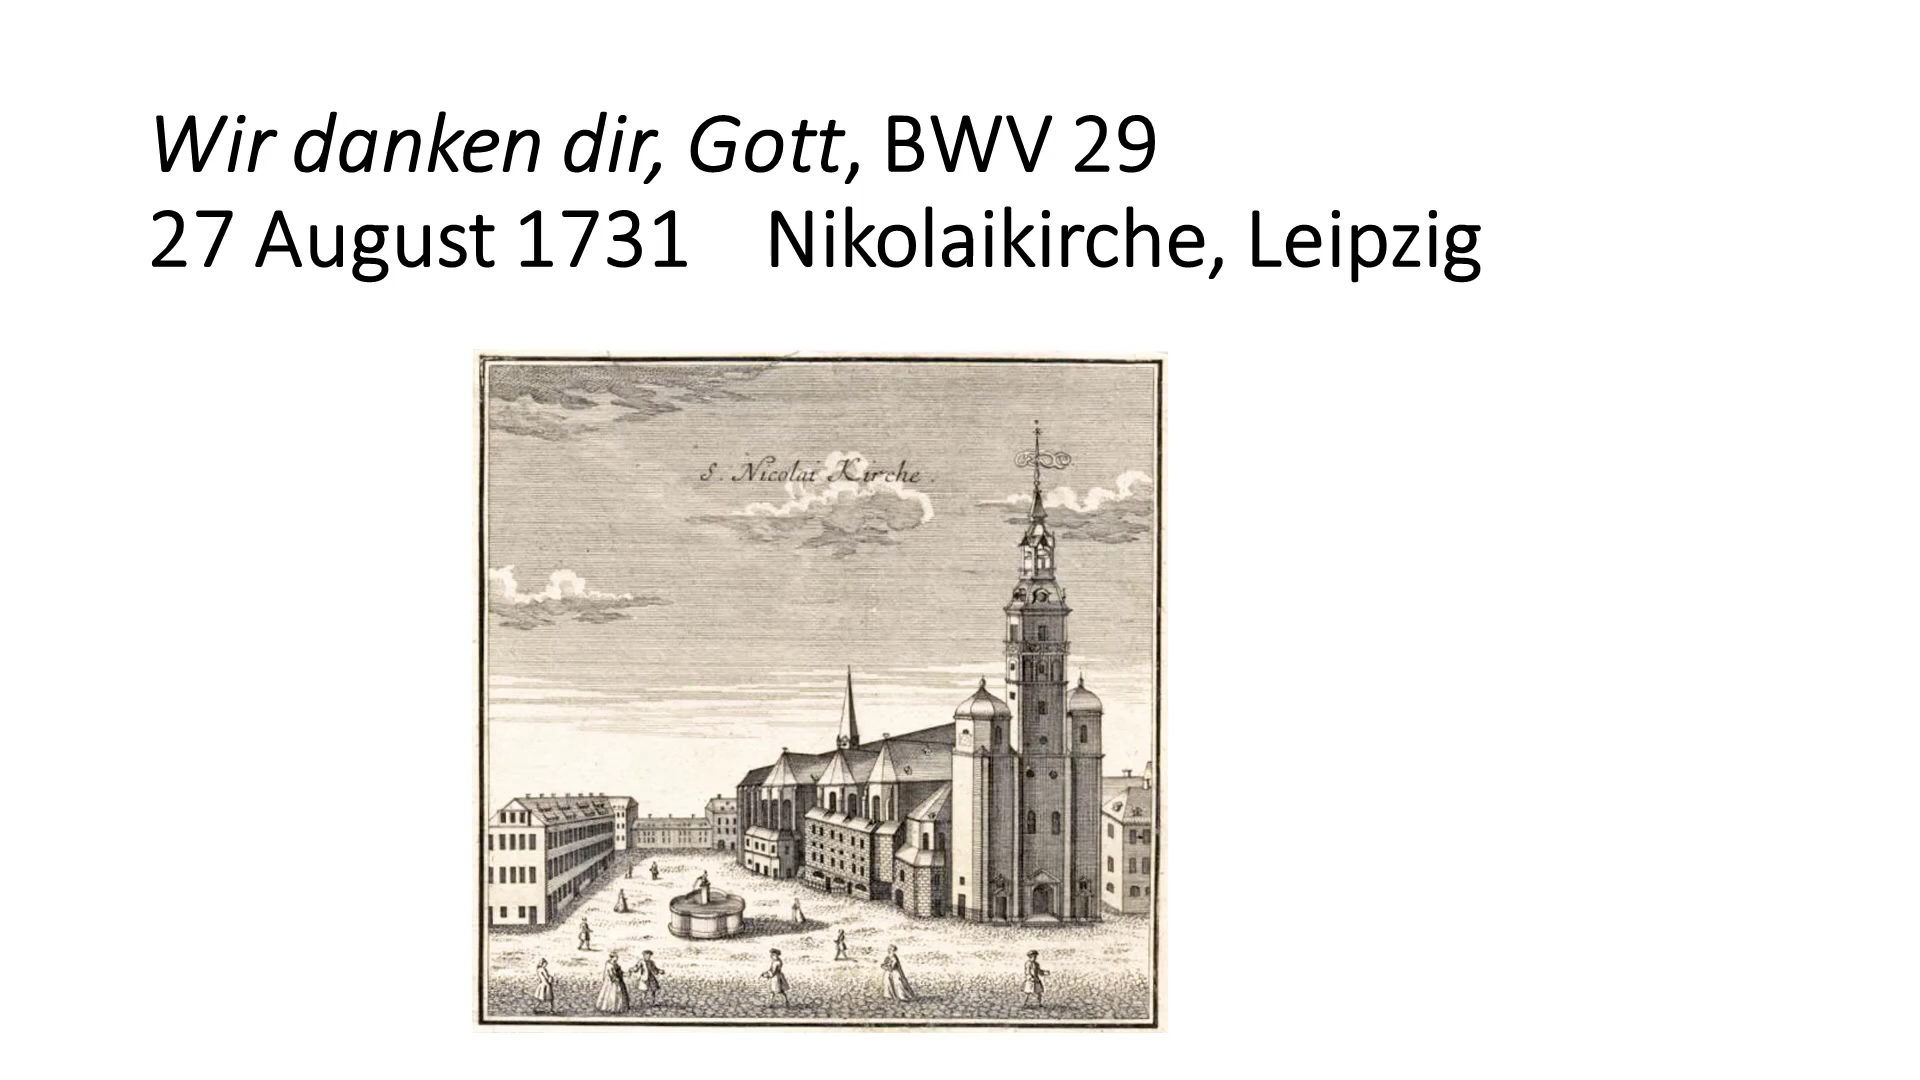 Wir danken dir, Gott, BWV 29
27 August 1731 Nikolaikirche, Leipzig
S. Nicolai Kirche.